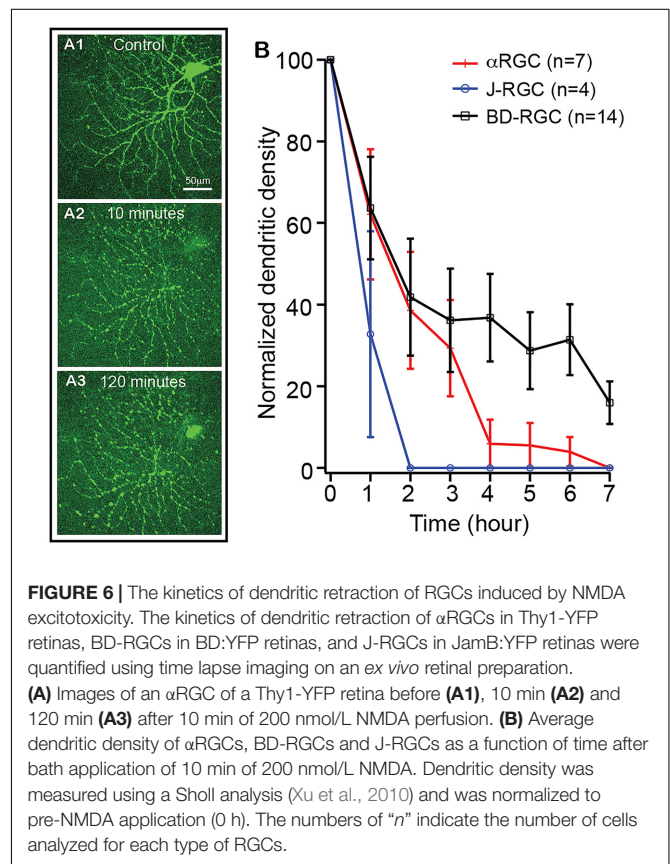 A1 Control
50μm
A2 10 minutes
A3 120 minutes
B
αRGC (n=7)
J-RGC (n=4)
BD-RGC (n=14)
Normalized dendritic density
100
80
60
40
20
0
0 1 2 3 4 5 6 7
Time (hour)
FIGURE 6 | The kinetics of dendritic retraction of RGCs induced by NMDA
excitotoxicity. The kinetics of dendritic retraction of αRGCs in Thy1-YFP
retinas, BD-RGCs in BD:YFP retinas, and J-RGCs in JamB:YFP retinas were
quantified using time lapse imaging on an ex vivo retinal preparation.
(A) Images of an αRGC of a Thy1-YFP retina before (A1), 10 min (A2) and
120 min (A3) after 10 min of 200 nmol/L NMDA perfusion. (B) Average
dendritic density of αRGCs, BD-RGCs and J-RGCs as a function of time after
bath application of 10 min of 200 nmol/L NMDA. Dendritic density was
measured using a Sholl analysis (Xu et al., 2010) and was normalized to
pre-NMDA application (0 h). The numbers of “n” indicate the number of cells
analyzed for each type of RGCs.